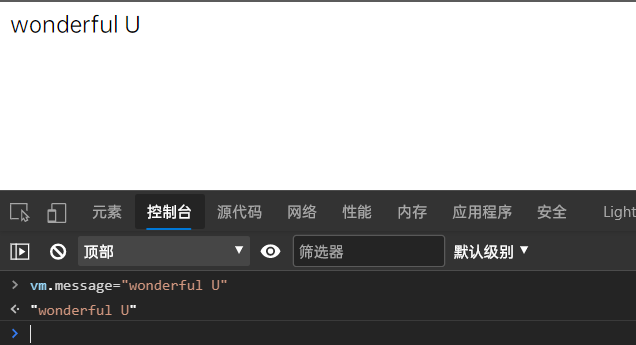 wonderful U
元素 控制台 源代码 网络 性能 内存 应用程序 安全 Light
顶部 筛选器 默认级别
vm.message="wonderful U"
"wonderful U"